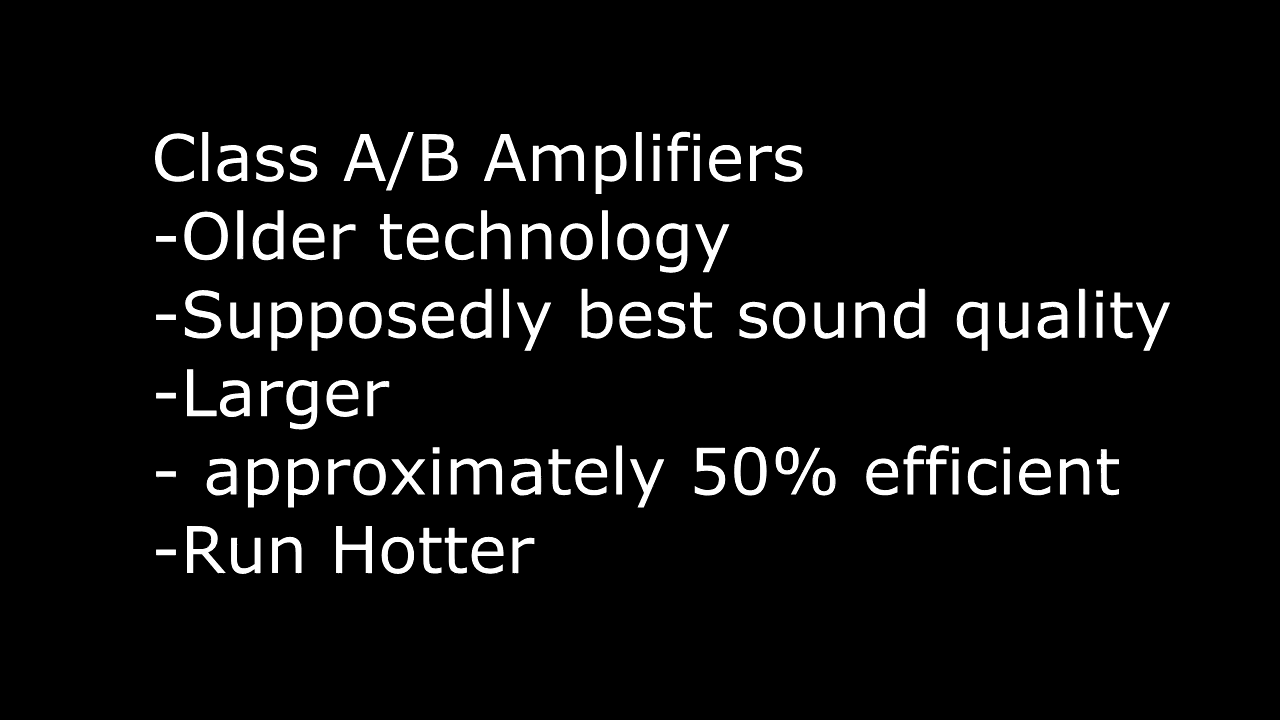 Class A/B Amplifiers
-Older technology
-Supposedly best sound quality
-Larger
- approximately 50% efficient
-Run Hotter